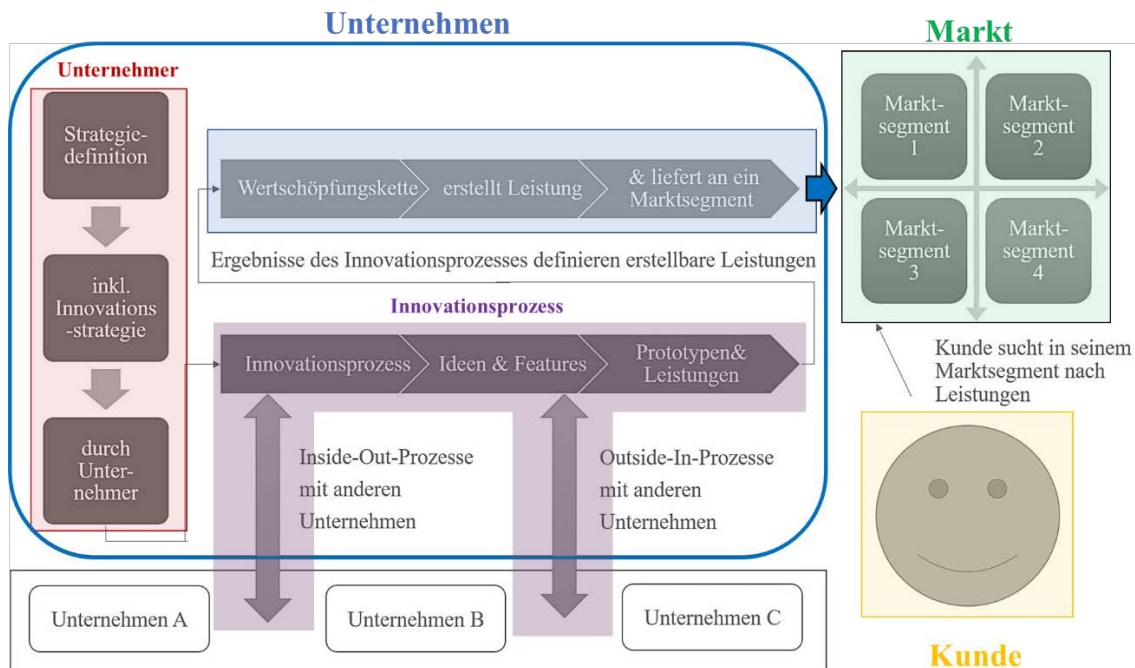 Unternehmen
Markt
Unternehmer
Strategie-
definition
inkl.
Innovations
-strategie
durch
Unter-
nehmer
Wertschöpfungskette
erstellt Leistung
& liefert an ein
Marktsegment
Ergebnisse des Innovationsprozesses definieren erstellbare Leistungen
Innovationsprozess
Innovationsprozess
Ideen & Features
Prototypen&
Leistungen
Inside-Out-Prozesse
mit anderen
Unternehmen
Outside-In-Prozesse
mit anderen
Unternehmen
Unternehmen A
Unternehmen B
Unternehmen C
Markt-
segment
1
Markt-
segment
2
Markt-
segment
3
Markt-
segment
4
Kunde sucht in seinem
Marktsegment nach
Leistungen
Kunde